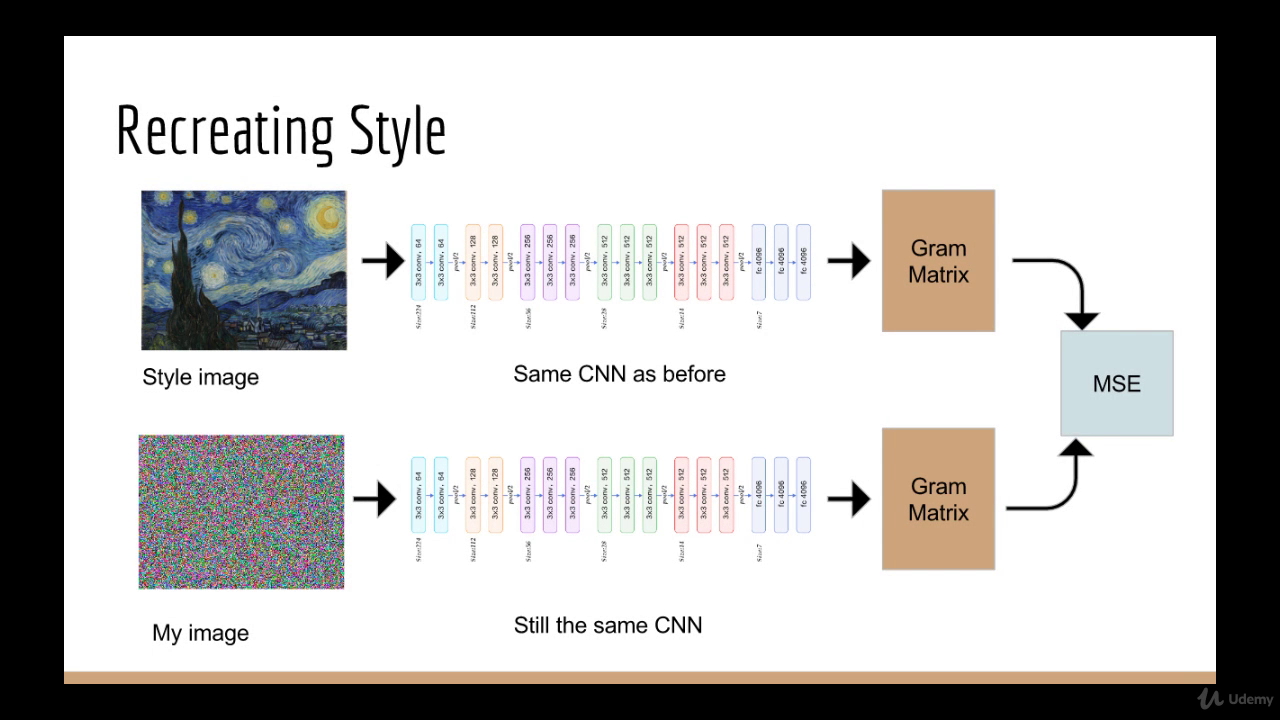 Recreating Style
3x3 conv, 64
3x3 conv, 64
pool/2
3x3 conv, 128
3x3 conv, 128
pool/2
3x3 conv, 256
3x3 conv, 256
3x3 conv, 256
pool/2
3x3 conv, 512
3x3 conv, 512
3x3 conv, 512
pool/2
3x3 conv, 512
3x3 conv, 512
3x3 conv, 512
pool/2
fc 4096
fc 4096
fc 4096
Size:224
Size:112
Size:56
Size:28
Size:14
Size:7
Gram
Matrix
Style image
Same CNN as before
MSE
3x3 conv, 64
3x3 conv, 64
pool/2
3x3 conv, 128
3x3 conv, 128
pool/2
3x3 conv, 256
3x3 conv, 256
3x3 conv, 256
pool/2
3x3 conv, 512
3x3 conv, 512
3x3 conv, 512
pool/2
3x3 conv, 512
3x3 conv, 512
3x3 conv, 512
pool/2
fc 4096
fc 4096
fc 4096
Size:224
Size:112
Size:56
Size:28
Size:14
Size:7
Gram
Matrix
My image
Still the same CNN
Udemy